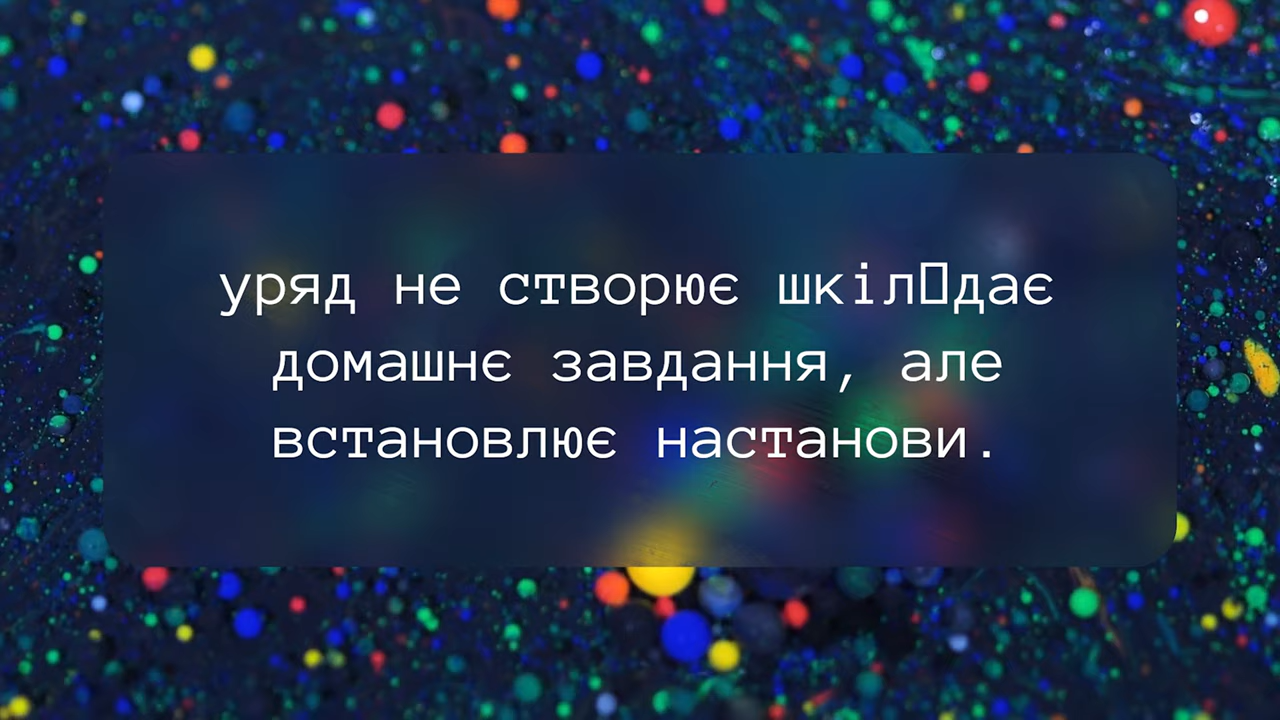 уряд не створює шкіл▯дає
домашнє завдання, але
встановлює настанови.